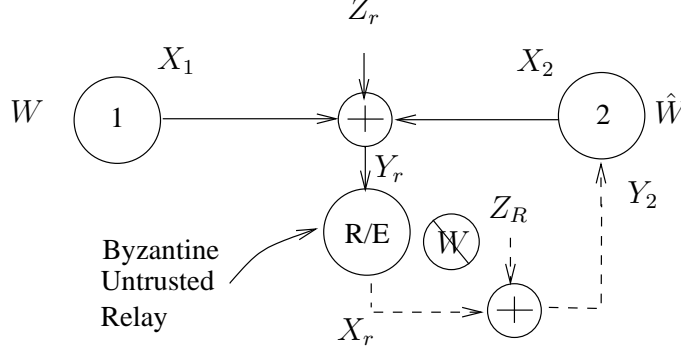 Z_r
X_1
X_2
W
1
2
Ŵ
Y_r
Y_2
R/E
W
Z_R
Byzantine
Untrusted
Relay
X_r